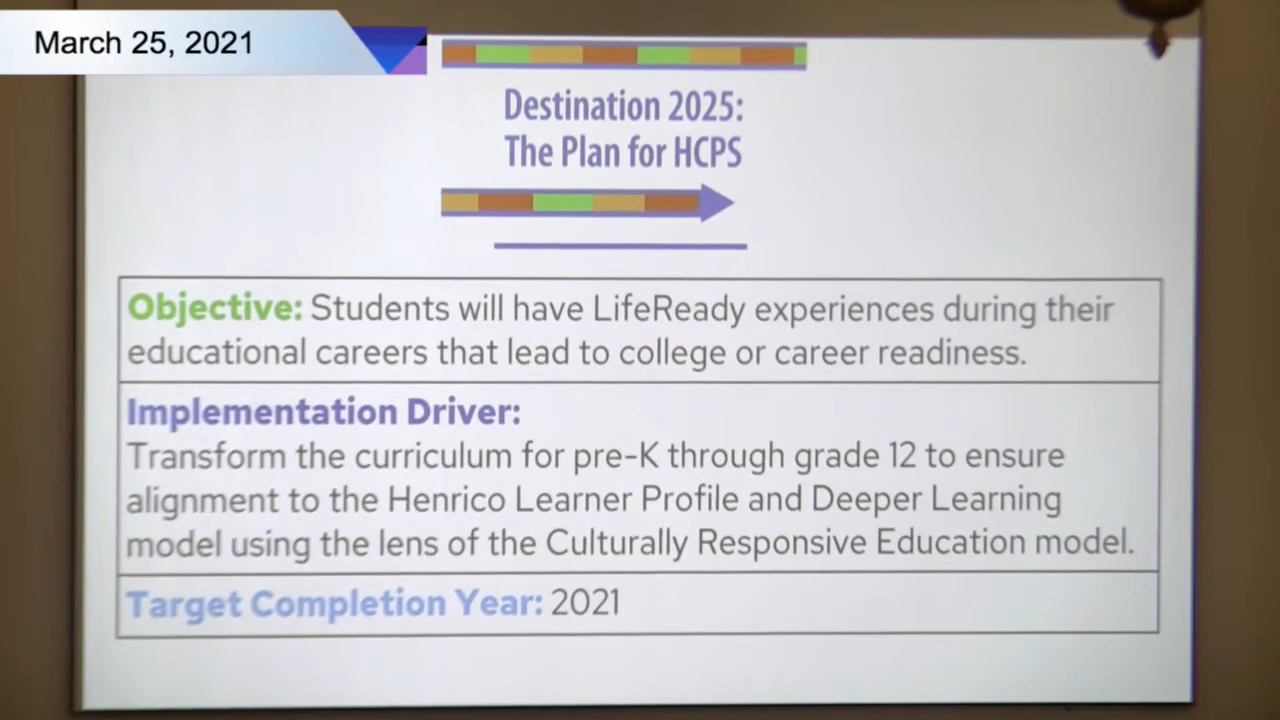 March 25, 2021
Destination 2025:
The Plan for HCPS
Objective: Students will have LifeReady experiences during their
educational careers that lead to college or career readiness.
Implementation Driver:
Transform the curriculum for pre-K through grade 12 to ensure
alignment to the Henrico Learner Profile and Deeper Learning
model using the lens of the Culturally Responsive Education model.
Target Completion Year: 2021